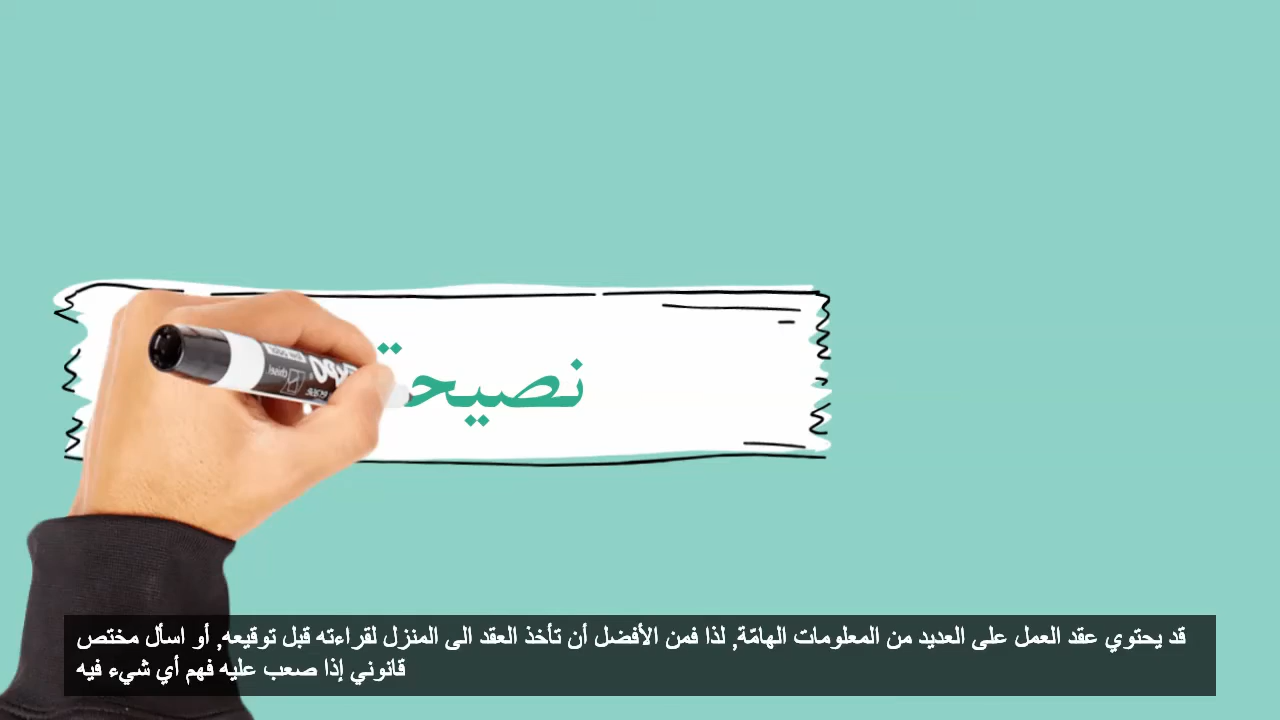 نصيحة
قد يحتوي عقد العمل على العديد من المعلومات الهامّة, لذا فمن الأفضل أن تأخذ العقد الى المنزل لقراءته قبل توقيعه, أو اسأل مختص
قانوني إذا صعب عليه فهم أي شيء فيه